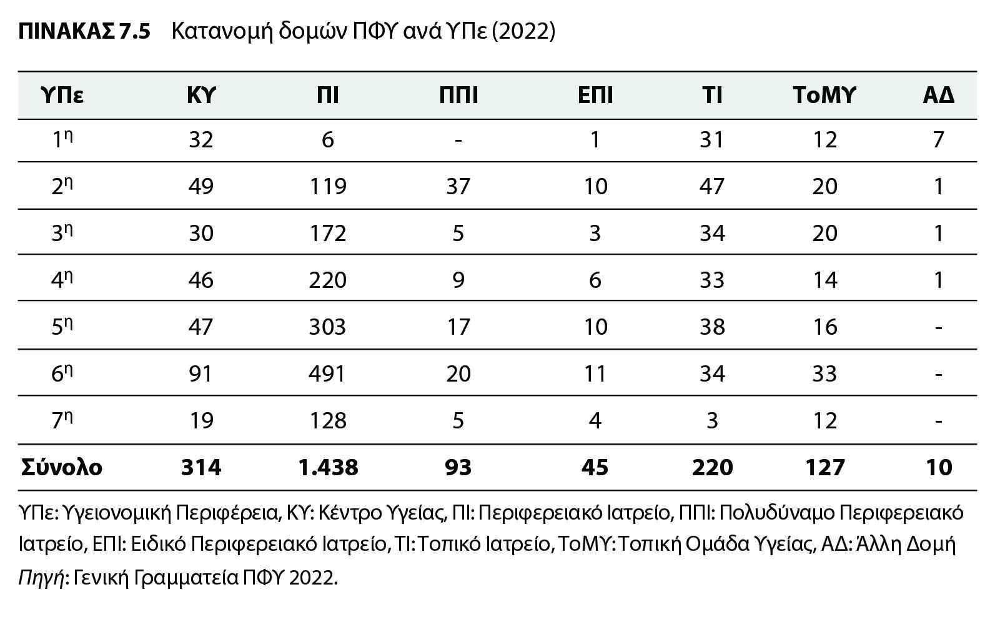 ΠΙΝΑΚΑΣ 7.5 Κατανομή δομών ΠΦΥ ανά ΥΠε (2022)
ΥΠε ΚΥ ΠΙ ΠΠΙ ΕΠΙ ΤΙ ΤοΜΥ ΑΔ
1η 32 6 - 1 31 12 7
2η 49 119 37 10 47 20 1
3η 30 172 5 3 34 20 1
4η 46 220 9 6 33 14 1
5η 47 303 17 10 38 16 -
6η 91 491 20 11 34 33 -
7η 19 128 5 4 3 12 -
Σύνολο 314 1.438 93 45 220 127 10
ΥΠε: Υγειονομική Περιφέρεια, ΚΥ: Κέντρο Υγείας, ΠΙ: Περιφερειακό Ιατρείο, ΠΠΙ: Πολυδύναμο Περιφερειακό
Ιατρείο, ΕΠΙ: Ειδικό Περιφερειακό Ιατρείο, ΤΙ: Τοπικό Ιατρείο, ΤοΜΥ: Τοπική Ομάδα Υγείας, ΑΔ: Άλλη Δομή
Πηγή: Γενική Γραμματεία ΠΦΥ 2022.